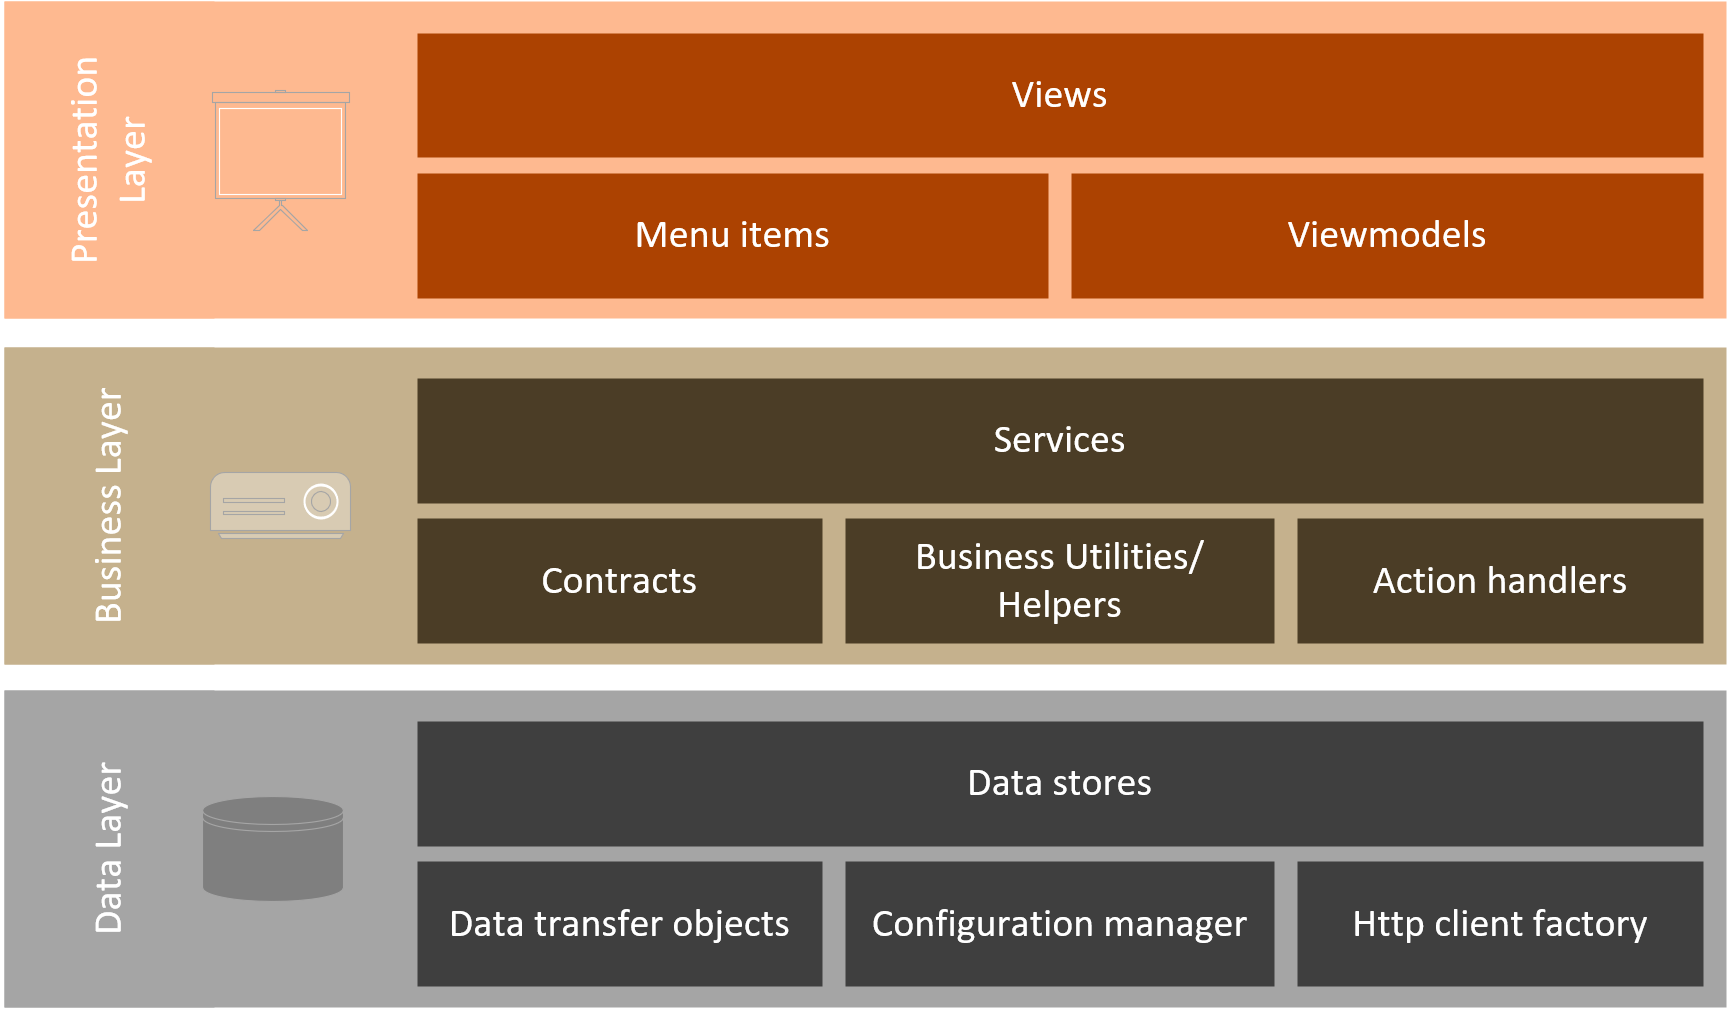 Presentation
Layer
Views
Menu items
Viewmodels
Business Layer
Services
Contracts
Business Utilities/
Helpers
Action handlers
Data Layer
Data stores
Data transfer objects
Configuration manager
Http client factory